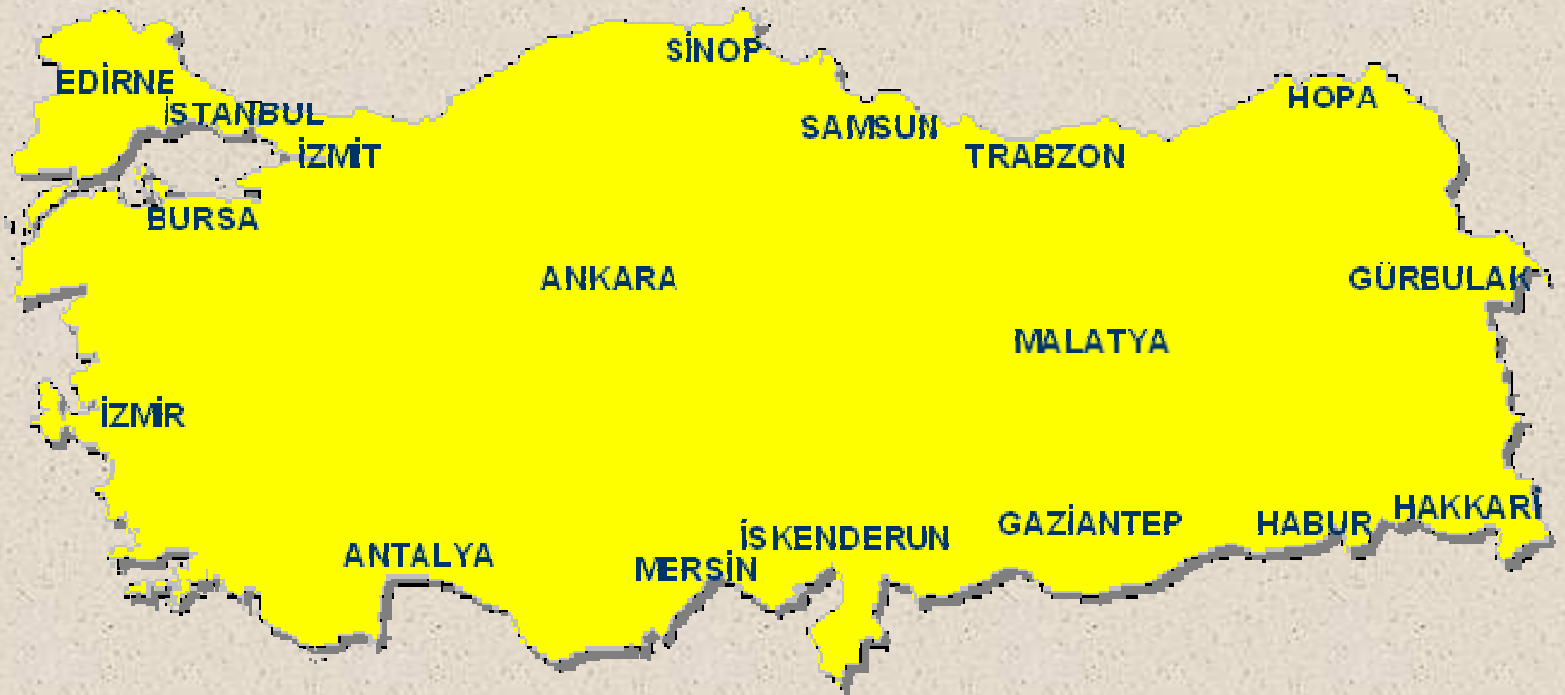 SİNOP
EDİRNE
HOPA
İSTANBUL
SAMSUN
İZMİT
TRABZON
BURSA
ANKARA
GÜRBULAK
MALATYA
İZMİR
HAKKARİ
GAZİANTEP
HABUR
İSKENDERUN
ANTALYA
MERSİN